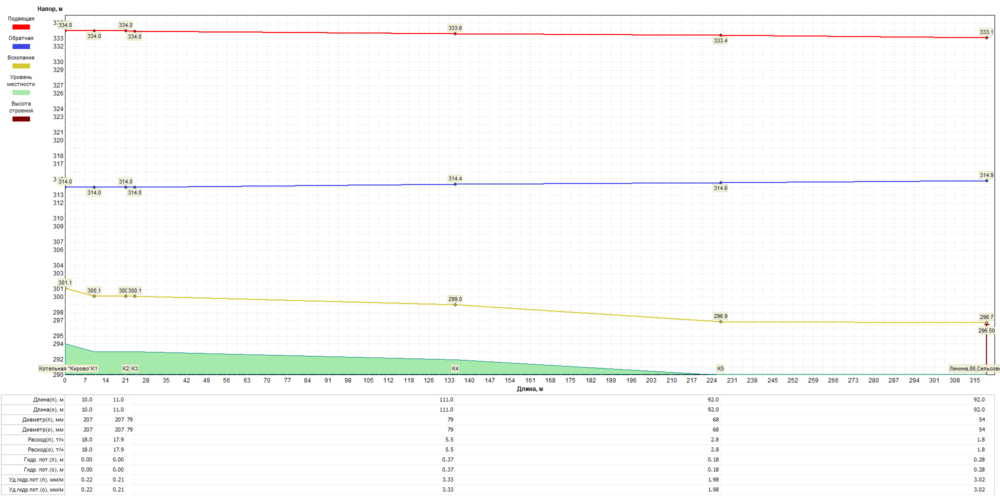 Напор, м
Подающая
Обратная
Вскипание
Уровень
местности
Высота
строения
334.0 334.0 333.6 333.1
334.0 334.0 333.4
333
332
330
329
327
326
324
323
321
320
318
317
314.0 314.0 314.4 314.9
314.0 314.0 314.6
313
312
310
309
307
306
304
303
301.1
301 300.1 300.1
300 299.0
298 296.9 296.7
297
296.50
295
294
292
Котельная "Кирово" К1 К2 К3 К4 К5 Ленина,88,Сельсове
290
0 7 14 21 28 35 42 49 56 63 70 77 84 91 98 105 112 119 126 133 140 147 154 161 168 175 182 189 196 203 210 217 224 231 238 245 252 259 266 273 280 287 294 301 308 315
Длина, м
Длина(п), м 10.0 11.0 111.0 92.0 92.0
Длина(о), м 10.0 11.0 111.0 92.0 92.0
Диаметр(п), мм 207 207 79 79 68 54
Диаметр(о), мм 207 207 79 79 68 54
Расход(п), т/ч 18.0 17.9 5.5 2.8 1.8
Расход(о), т/ч 18.0 17.9 5.5 2.8 1.8
Гидр. пот.(п), м 0.00 0.00 0.37 0.18 0.28
Гидр. пот.(о), м 0.00 0.00 0.37 0.18 0.28
Уд.гидр.пот.(п), мм/м 0.22 0.21 3.33 1.98 3.02
Уд.гидр.пот.(о), мм/м 0.22 0.21 3.33 1.98 3.02